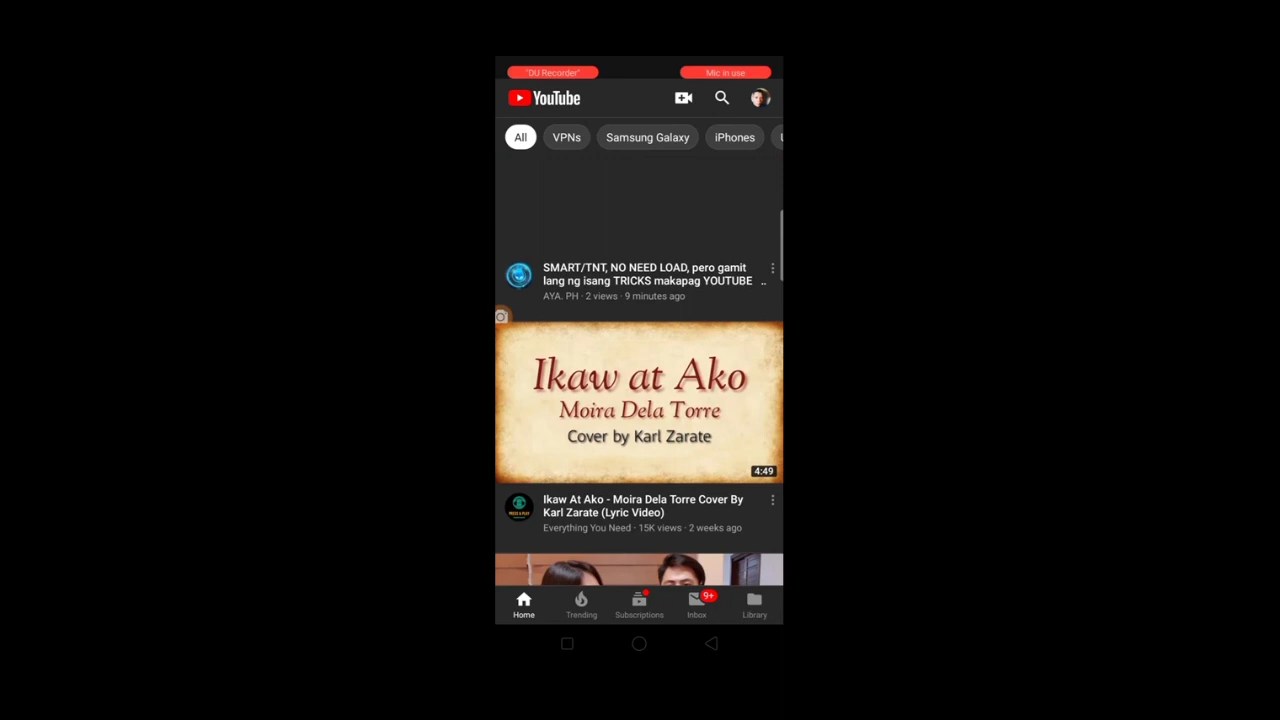 "DU Recorder" Mic in use
YouTube
All VPNs Samsung Galaxy iPhones
SMART/TNT, NO NEED LOAD, pero gamit
lang ng isang TRICKS makapag YOUTUBE ..
AYA. PH · 2 views · 9 minutes ago
Ikaw at Ako
Moira Dela Torre
Cover by Karl Zarate
4:49
Ikaw At Ako - Moira Dela Torre Cover By
Karl Zarate (Lyric Video)
Everything You Need · 15K views · 2 weeks ago
9+
Home Trending Subscriptions Inbox Library